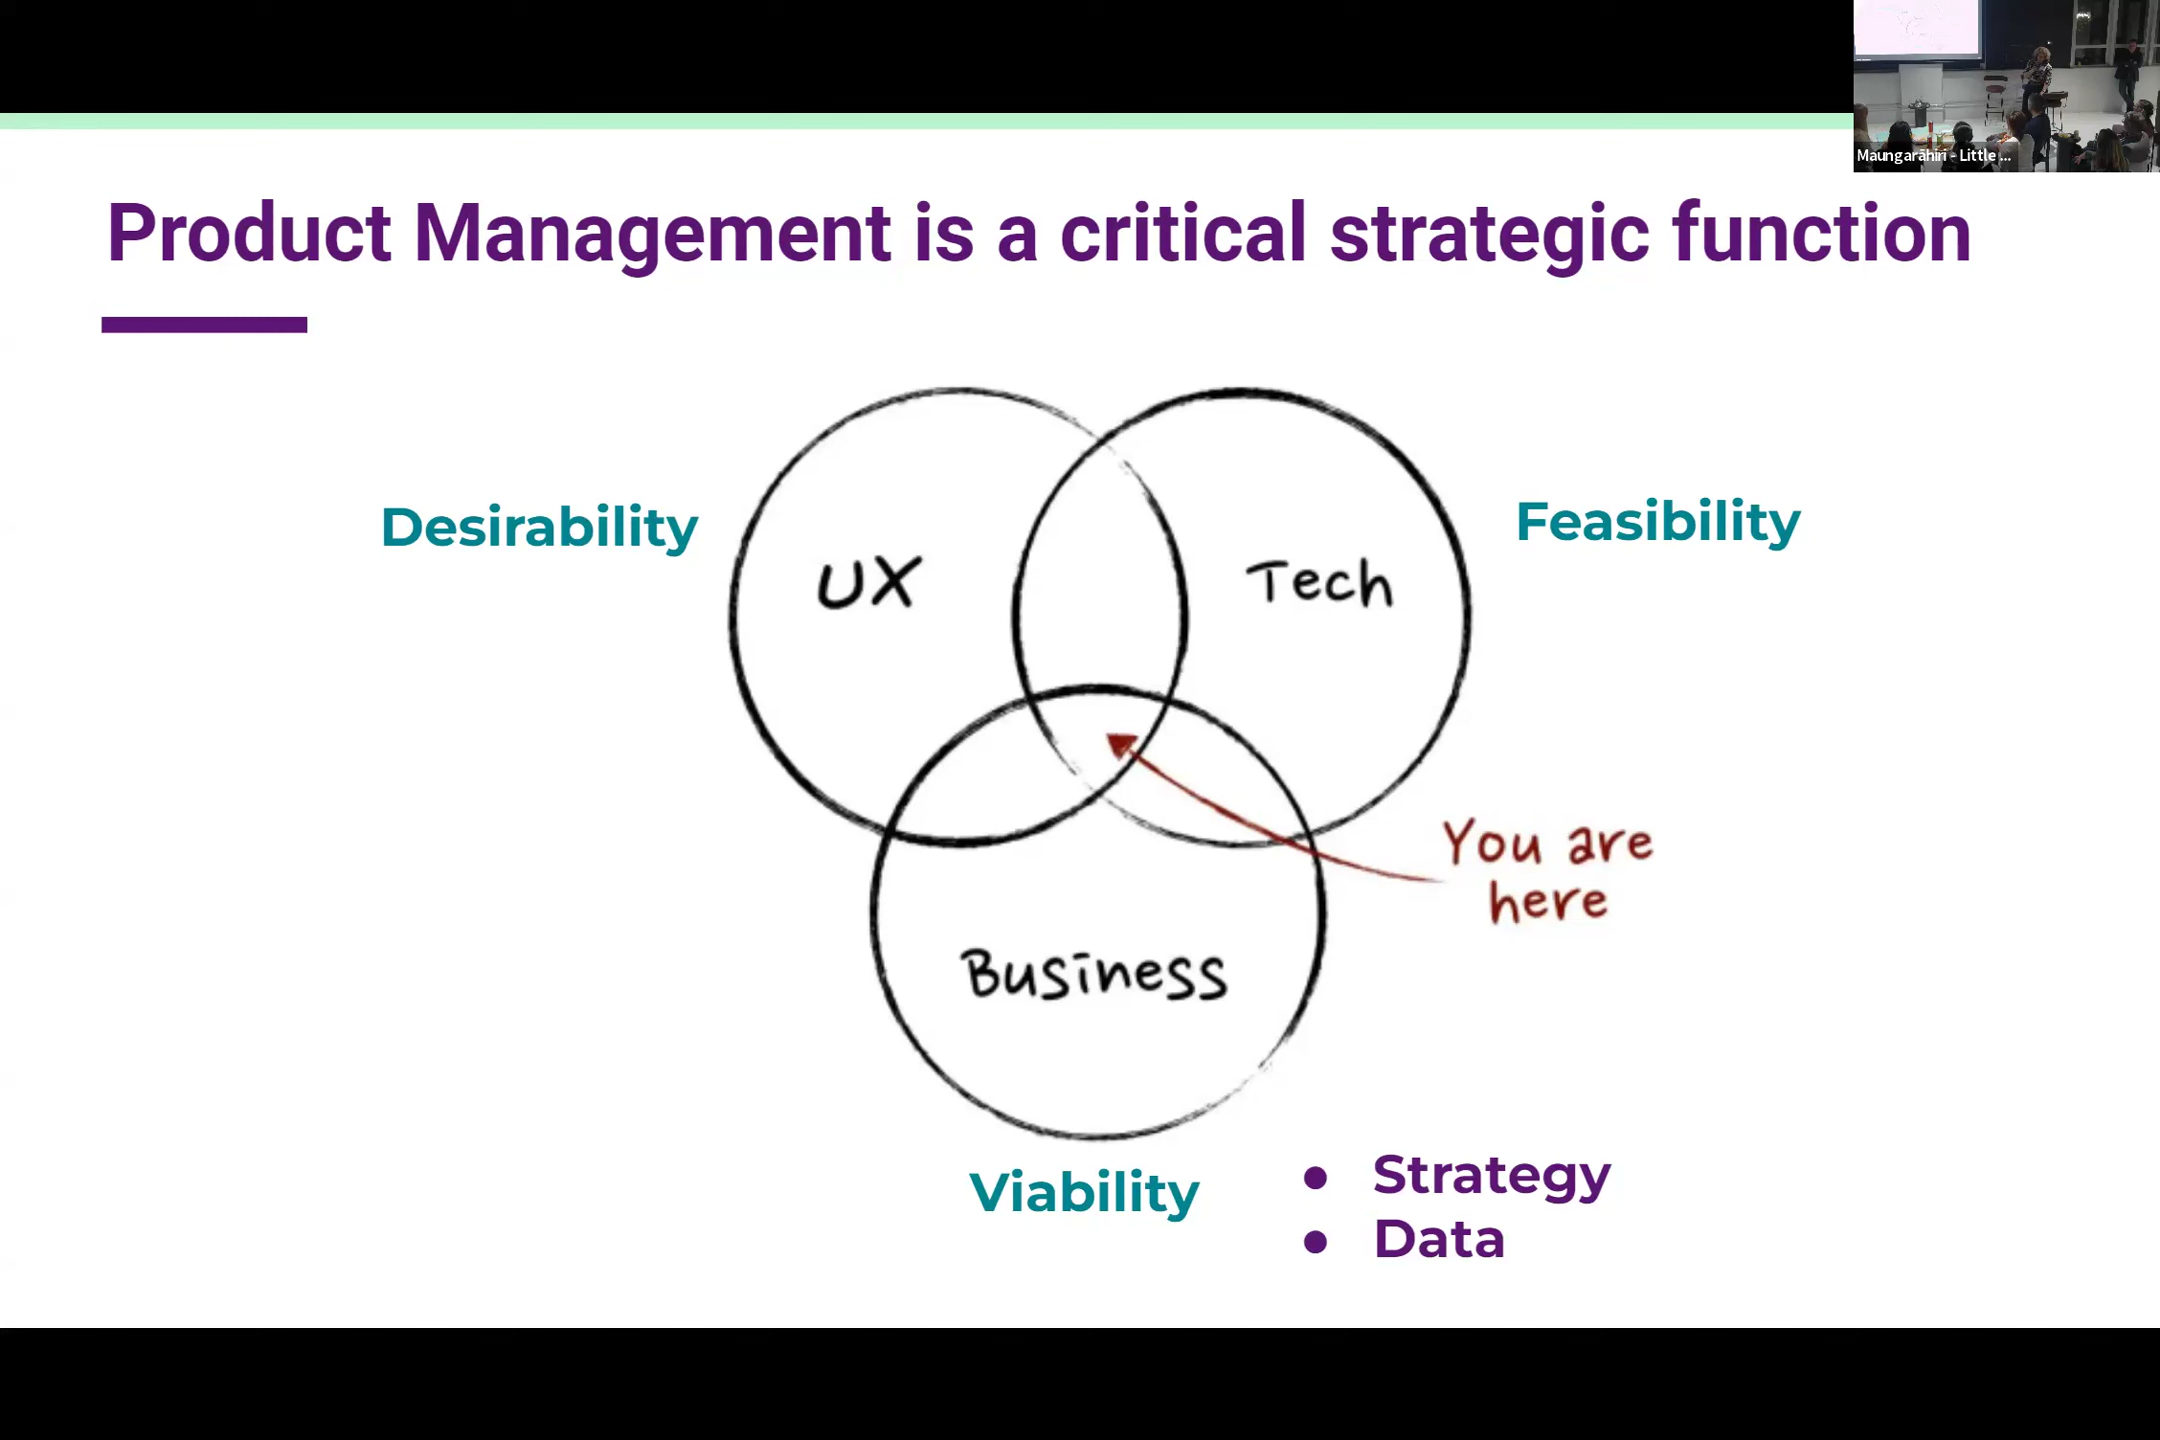 Maungarāhiri - Little ...
Product Management is a critical strategic function
Desirability
Feasibility
UX
Tech
You are
here
Business
Viability
● Strategy
● Data